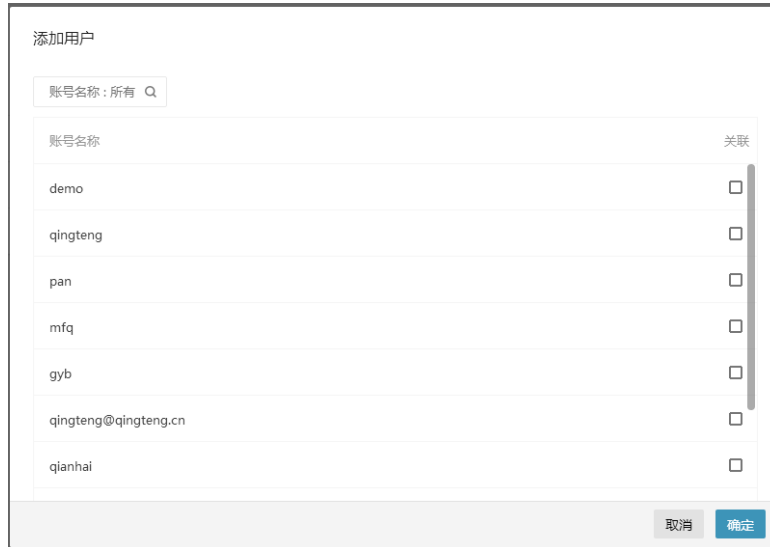 添加用户
账号名称 : 所有
账号名称 关联
demo
qingteng
pan
mfq
gyb
qingteng@qingteng.cn
qianhai
取消 确定